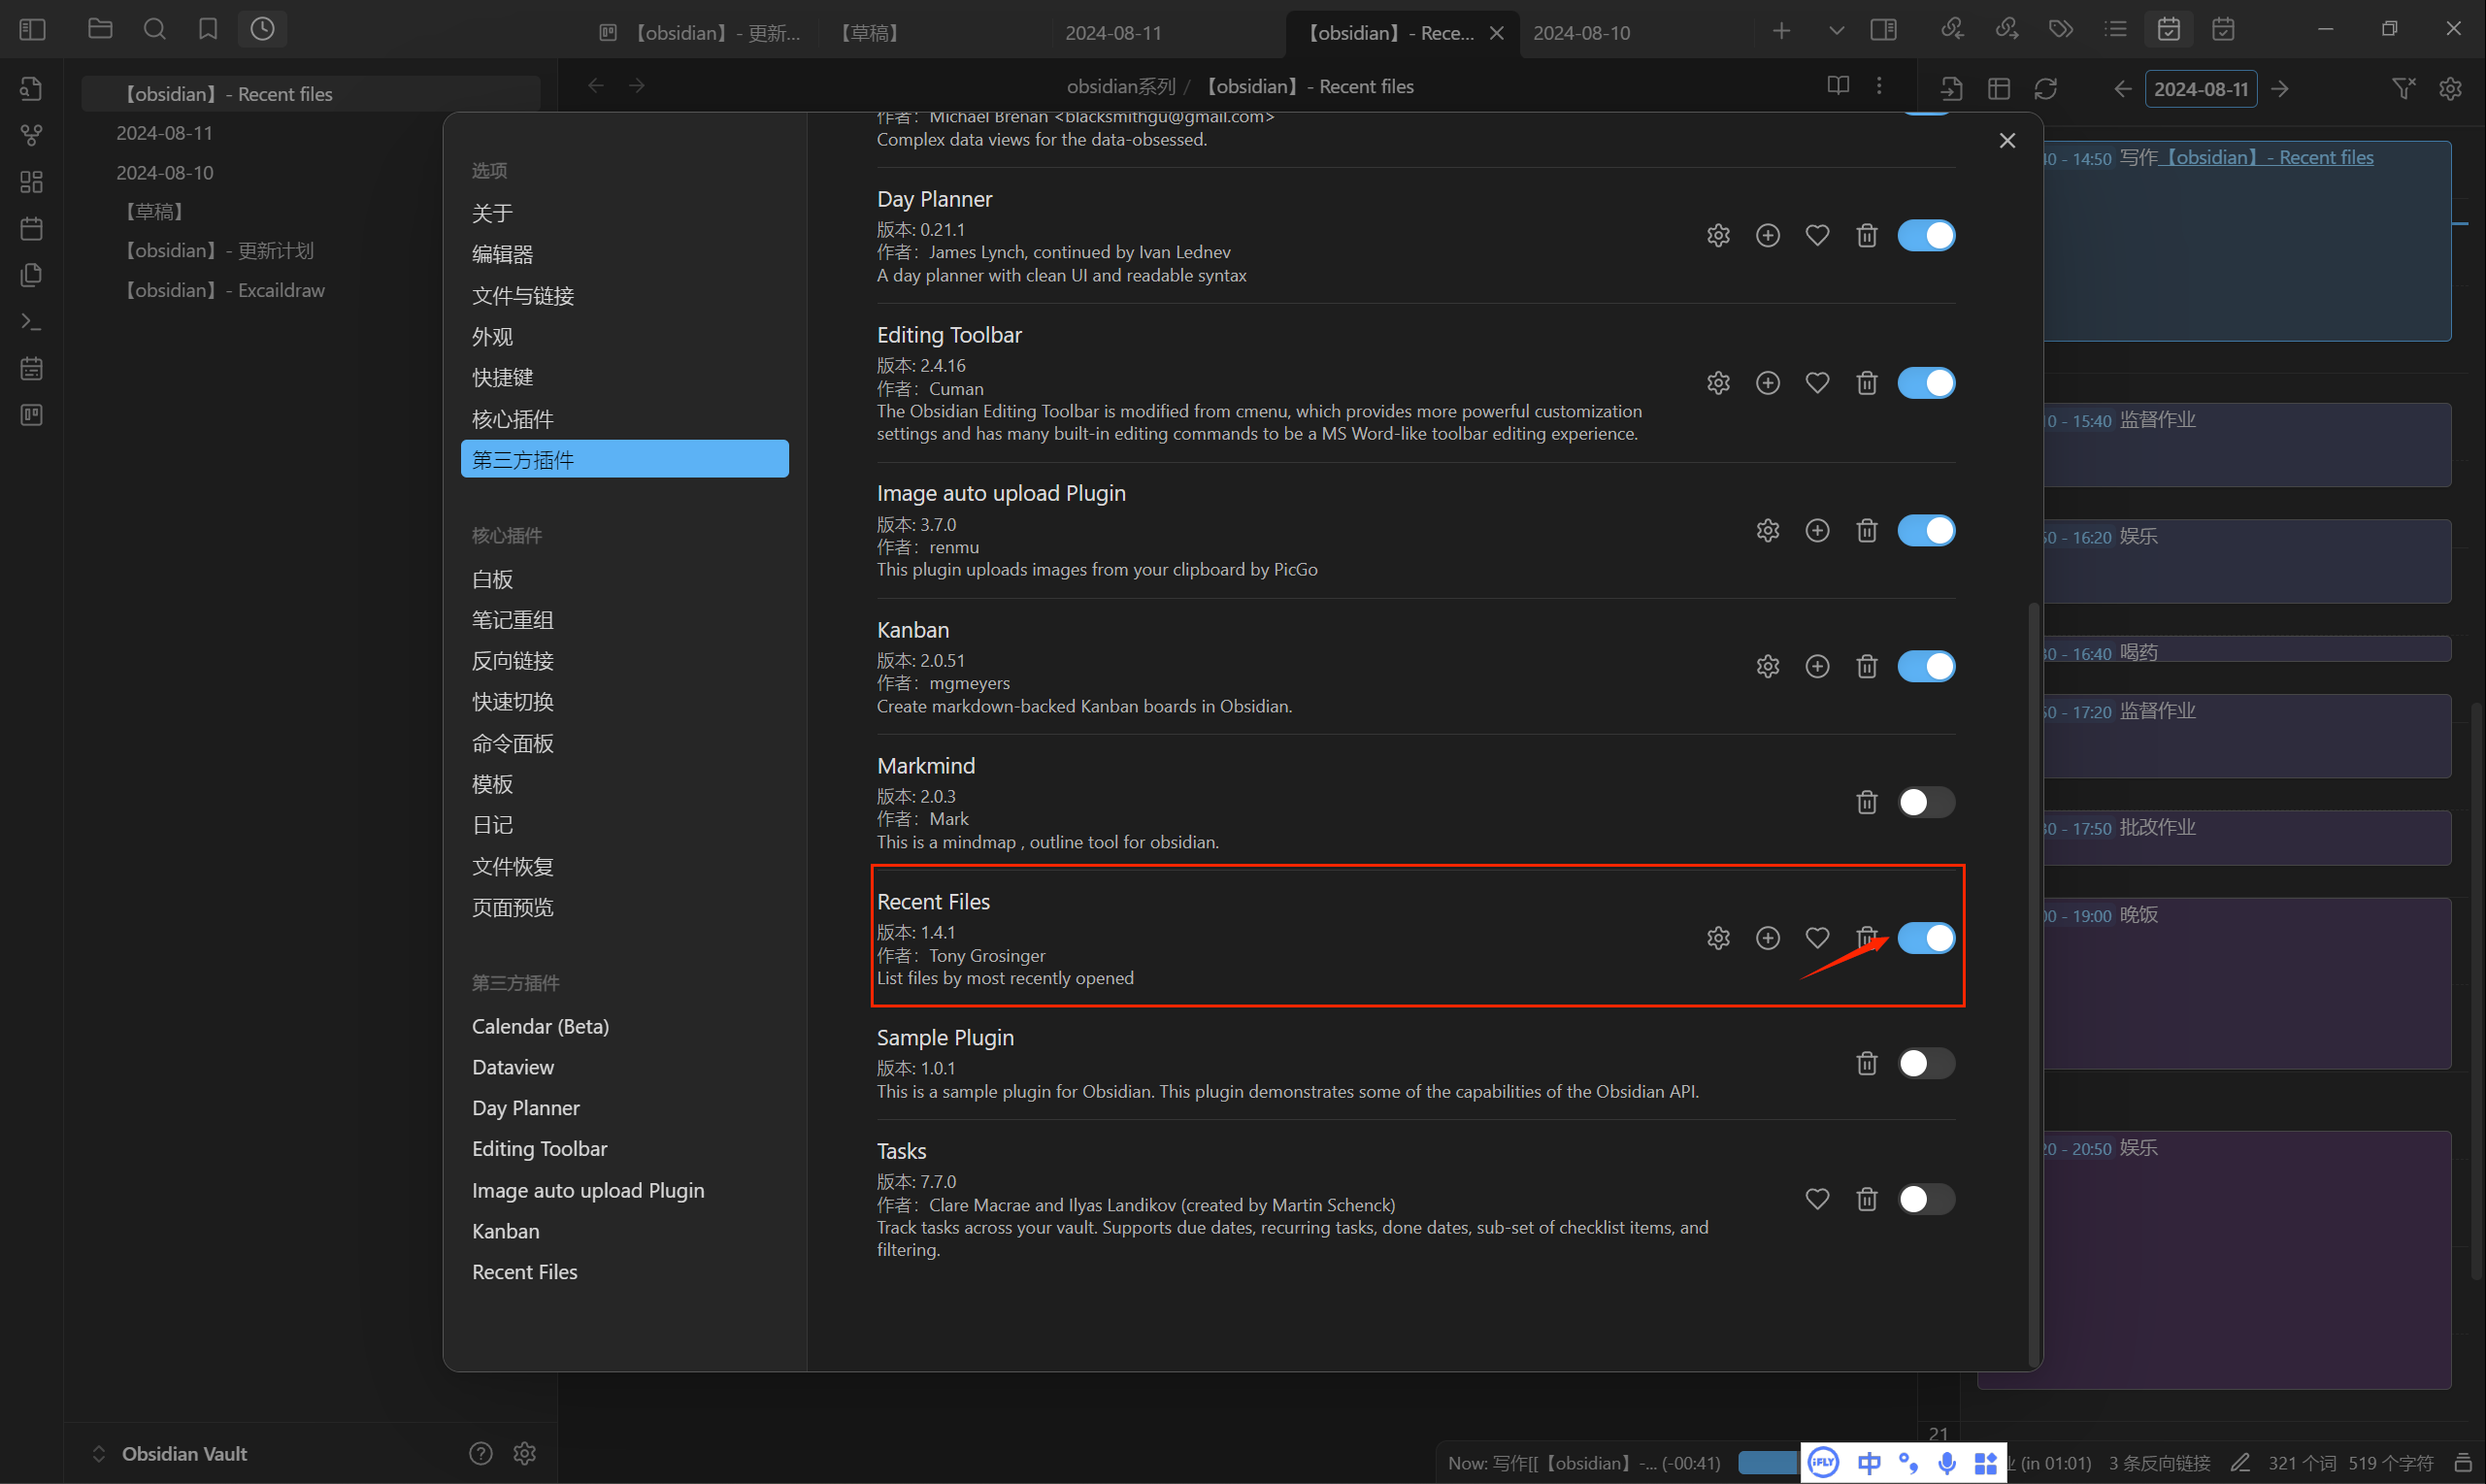 【obsidian】- 更新...
【草稿】
2024-08-11
【obsidian】- Rece...
2024-08-10
【obsidian】- Recent files
2024-08-11
2024-08-10
【草稿】
【obsidian】- 更新计划
【obsidian】- Excaildraw
Obsidian Vault
obsidian系列 / 【obsidian】- Recent files
选项
关于
编辑器
文件与链接
外观
快捷键
核心插件
第三方插件
核心插件
白板
笔记重组
反向链接
快速切换
命令面板
模板
日记
文件恢复
页面预览
第三方插件
Calendar (Beta)
Dataview
Day Planner
Editing Toolbar
Image auto upload Plugin
Kanban
Recent Files
作者：Michael Brenan <blacksmithgu@gmail.com>
Complex data views for the data-obsessed.
Day Planner
版本: 0.21.1
作者：James Lynch, continued by Ivan Lednev
A day planner with clean UI and readable syntax
Editing Toolbar
版本: 2.4.16
作者：Cuman
The Obsidian Editing Toolbar is modified from cmenu, which provides more powerful customization
settings and has many built-in editing commands to be a MS Word-like toolbar editing experience.
Image auto upload Plugin
版本: 3.7.0
作者：renmu
This plugin uploads images from your clipboard by PicGo
Kanban
版本: 2.0.51
作者：mgmeyers
Create markdown-backed Kanban boards in Obsidian.
Markmind
版本: 2.0.3
作者：Mark
This is a mindmap , outline tool for obsidian.
Recent Files
版本: 1.4.1
作者：Tony Grosinger
List files by most recently opened
Sample Plugin
版本: 1.0.1
This is a sample plugin for Obsidian. This plugin demonstrates some of the capabilities of the Obsidian API.
Tasks
版本: 7.7.0
作者：Clare Macrae and Ilyas Landikov (created by Martin Schenck)
Track tasks across your vault. Supports due dates, recurring tasks, done dates, sub-set of checklist items, and
filtering.
2024-08-11
0 - 14:50 写作【obsidian】- Recent files
0 - 15:40 监督作业
0 - 16:20 娱乐
0 - 16:40 喝药
0 - 17:20 监督作业
0 - 17:50 批改作业
0 - 19:00 晚饭
0 - 20:50 娱乐
21
Now: 写作[[【obsidian】-... (-00:41)
iFLY 中
(in 01:01)
3 条反向链接
321 个词 519 个字符